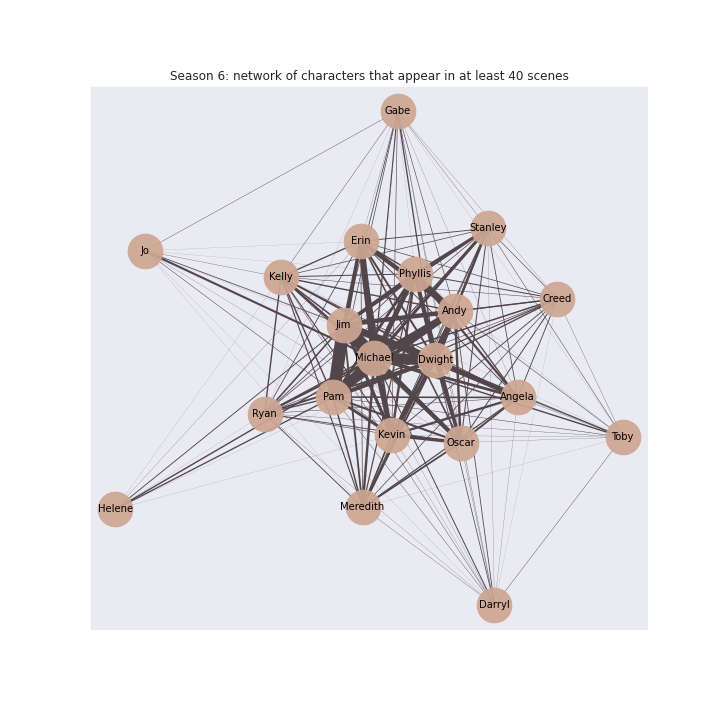 Season 6: network of characters that appear in at least 40 scenes
Gabe
Stanley
Erin
Jo
Phyllis
Kelly
Creed
Andy
Jim
Michael
Dwight
Pam
Angela
Ryan
Kevin
Toby
Oscar
Meredith
Helene
Darryl